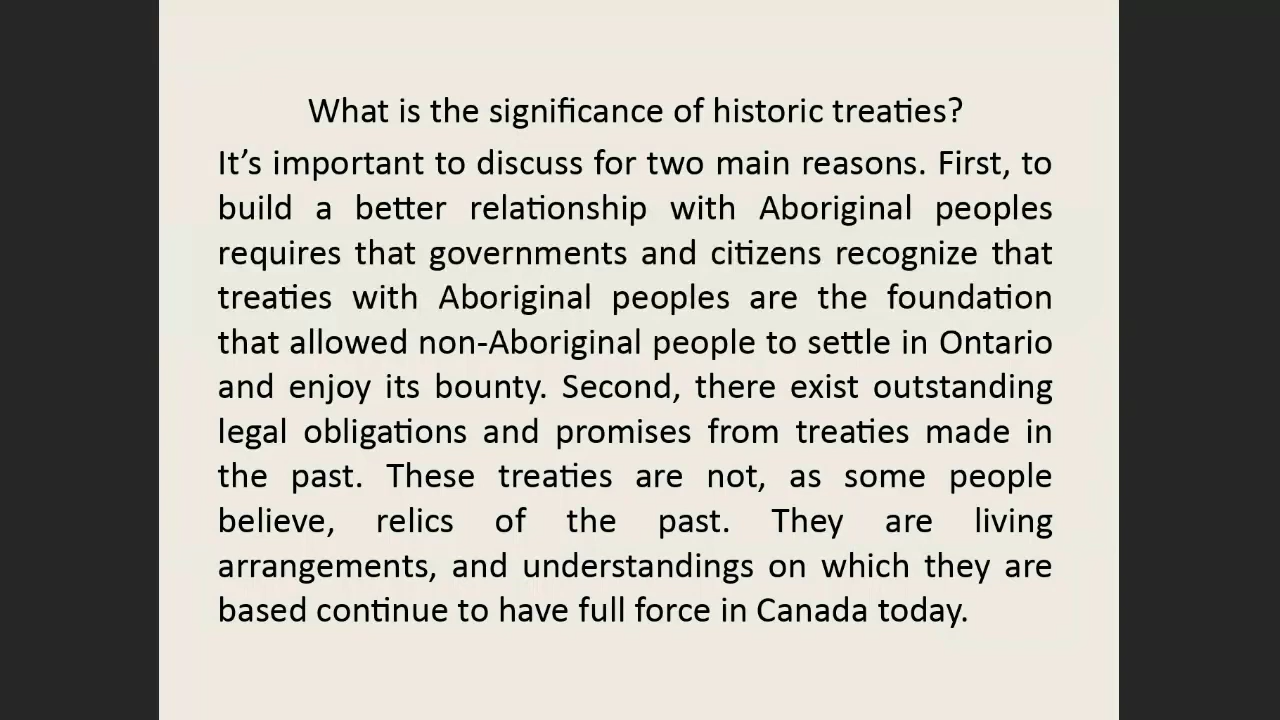 What is the significance of historic treaties?
It’s important to discuss for two main reasons. First, to
build a better relationship with Aboriginal peoples
requires that governments and citizens recognize that
treaties with Aboriginal peoples are the foundation
that allowed non-Aboriginal people to settle in Ontario
and enjoy its bounty. Second, there exist outstanding
legal obligations and promises from treaties made in
the past. These treaties are not, as some people
believe, relics of the past. They are living
arrangements, and understandings on which they are
based continue to have full force in Canada today.